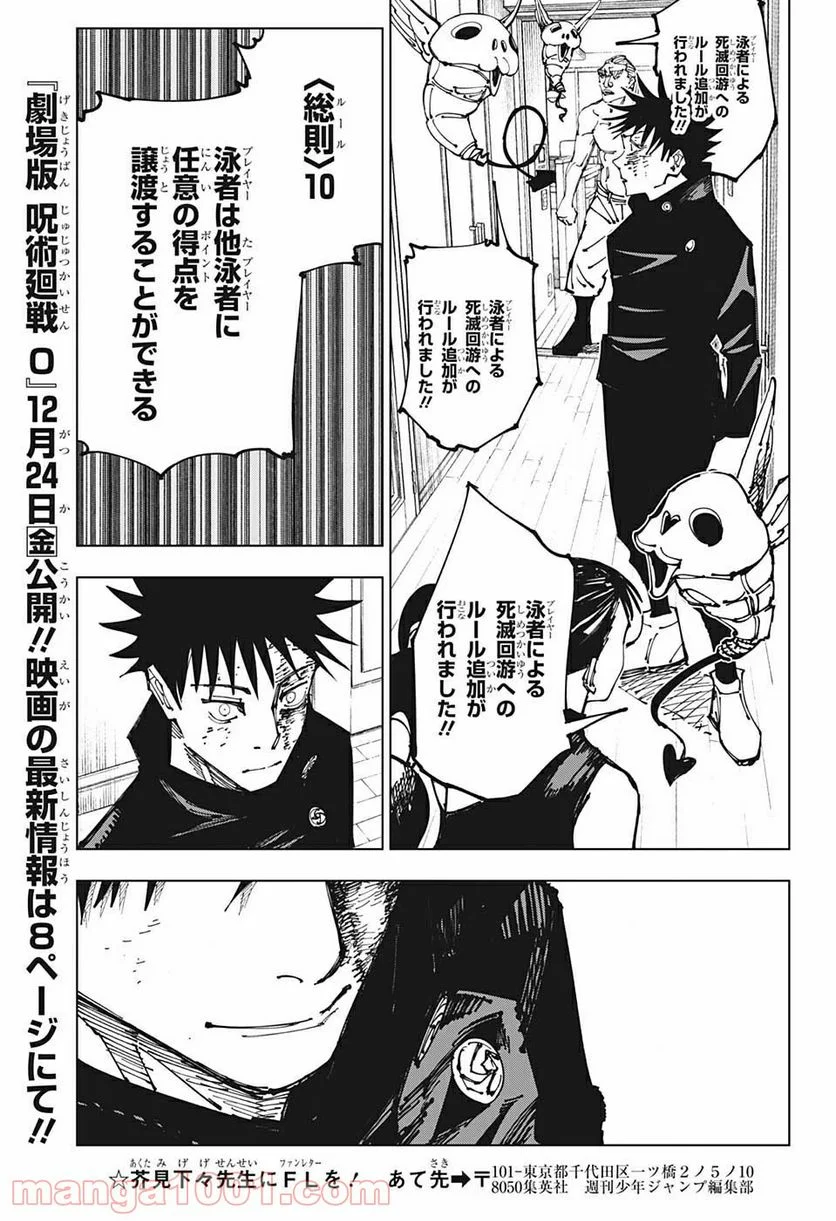 泳者による
死滅回游への
ルール追加が
行われました!!
泳者による
死滅回游への
ルール追加が
行われました!!
泳者による
死滅回游への
ルール追加が
行われました!!
〈総則〉10
泳者は他泳者に
任意の得点を
譲渡することができる
『劇場版 呪術廻戦 0』12月24日金公開!!映画の最新情報は8ページにて!!
☆芥見下々先生にFLを! あて先➡〒101-8050東京都千代田区一ツ橋2ノ5ノ10
集英社 週刊少年ジャンプ編集部
MANGA1001.COM